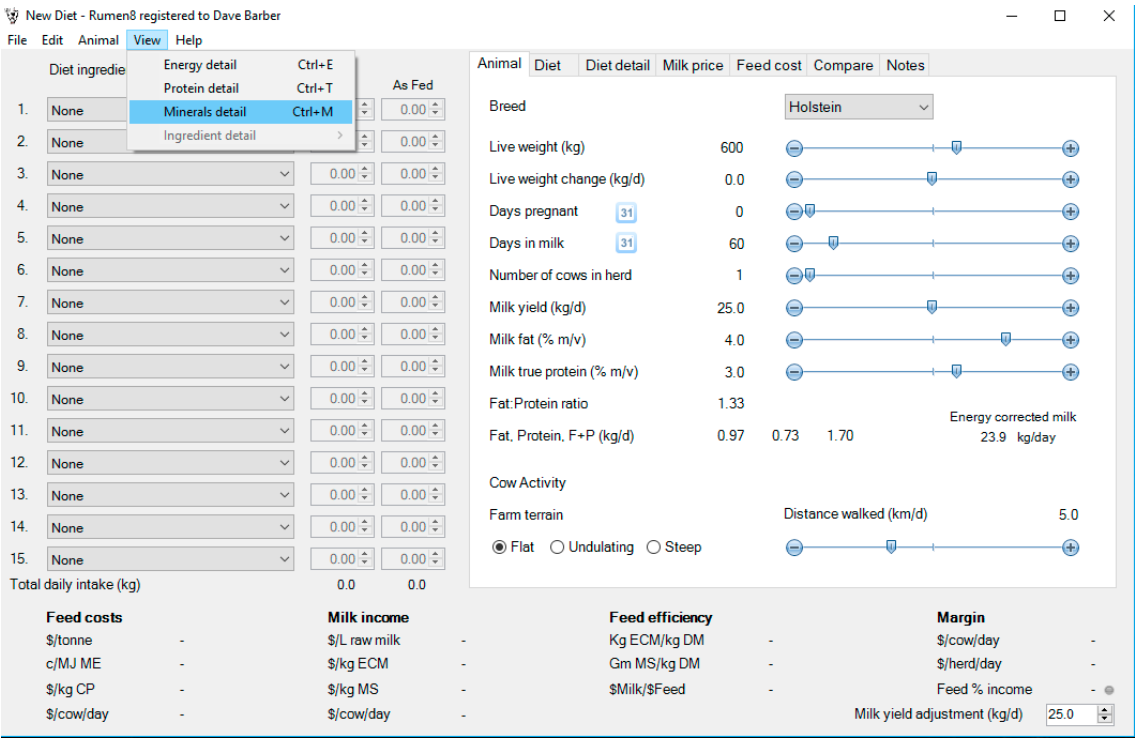 New Diet - Rumen8 registered to Dave Barber
File Edit Animal View Help
Energy detail Ctrl+E
Protein detail Ctrl+T
Minerals detail Ctrl+M
Ingredient detail
Diet ingredie
As Fed
1. None 0.00
2. None 0.00
3. None 0.00 0.00
4. None 0.00 0.00
5. None 0.00 0.00
6. None 0.00 0.00
7. None 0.00 0.00
8. None 0.00 0.00
9. None 0.00 0.00
10. None 0.00 0.00
11. None 0.00 0.00
12. None 0.00 0.00
13. None 0.00 0.00
14. None 0.00 0.00
15. None 0.00 0.00
Total daily intake (kg) 0.0 0.0
Animal Diet Diet detail Milk price Feed cost Compare Notes
Breed Holstein
Live weight (kg) 600
Live weight change (kg/d) 0.0
Days pregnant 31 0
Days in milk 31 60
Number of cows in herd 1
Milk yield (kg/d) 25.0
Milk fat (% m/v) 4.0
Milk true protein (% m/v) 3.0
Fat:Protein ratio 1.33
Fat, Protein, F+P (kg/d) 0.97 0.73 1.70
Energy corrected milk
23.9 kg/day
Cow Activity
Farm terrain
Flat Undulating Steep
Distance walked (km/d) 5.0
Feed costs
$/tonne -
c/MJ ME -
$/kg CP -
$/cow/day -
Milk income
$/L raw milk -
$/kg ECM -
$/kg MS -
$/cow/day -
Feed efficiency
Kg ECM/kg DM -
Gm MS/kg DM -
$Milk/$Feed -
Margin
$/cow/day -
$/herd/day -
Feed % income -
Milk yield adjustment (kg/d) 25.0